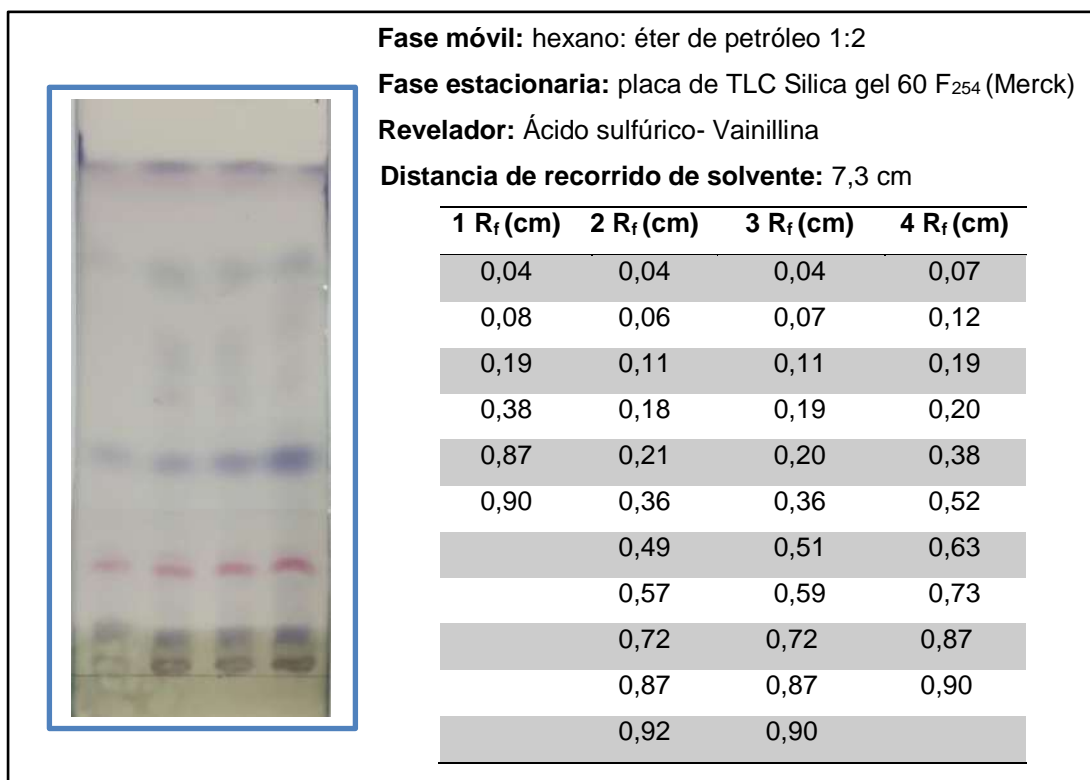 Fase móvil: hexano: éter de petróleo 1:2
Fase estacionaria: placa de TLC Silica gel 60 F254 (Merck)
Revelador: Ácido sulfúrico- Vainillina
Distancia de recorrido de solvente: 7,3 cm
1 Rf (cm) 2 Rf (cm) 3 Rf (cm) 4 Rf (cm)
0,04 0,04 0,04 0,07
0,08 0,06 0,07 0,12
0,19 0,11 0,11 0,19
0,38 0,18 0,19 0,20
0,87 0,21 0,20 0,38
0,90 0,36 0,36 0,52
0,49 0,51 0,63
0,57 0,59 0,73
0,72 0,72 0,87
0,87 0,87 0,90
0,92 0,90